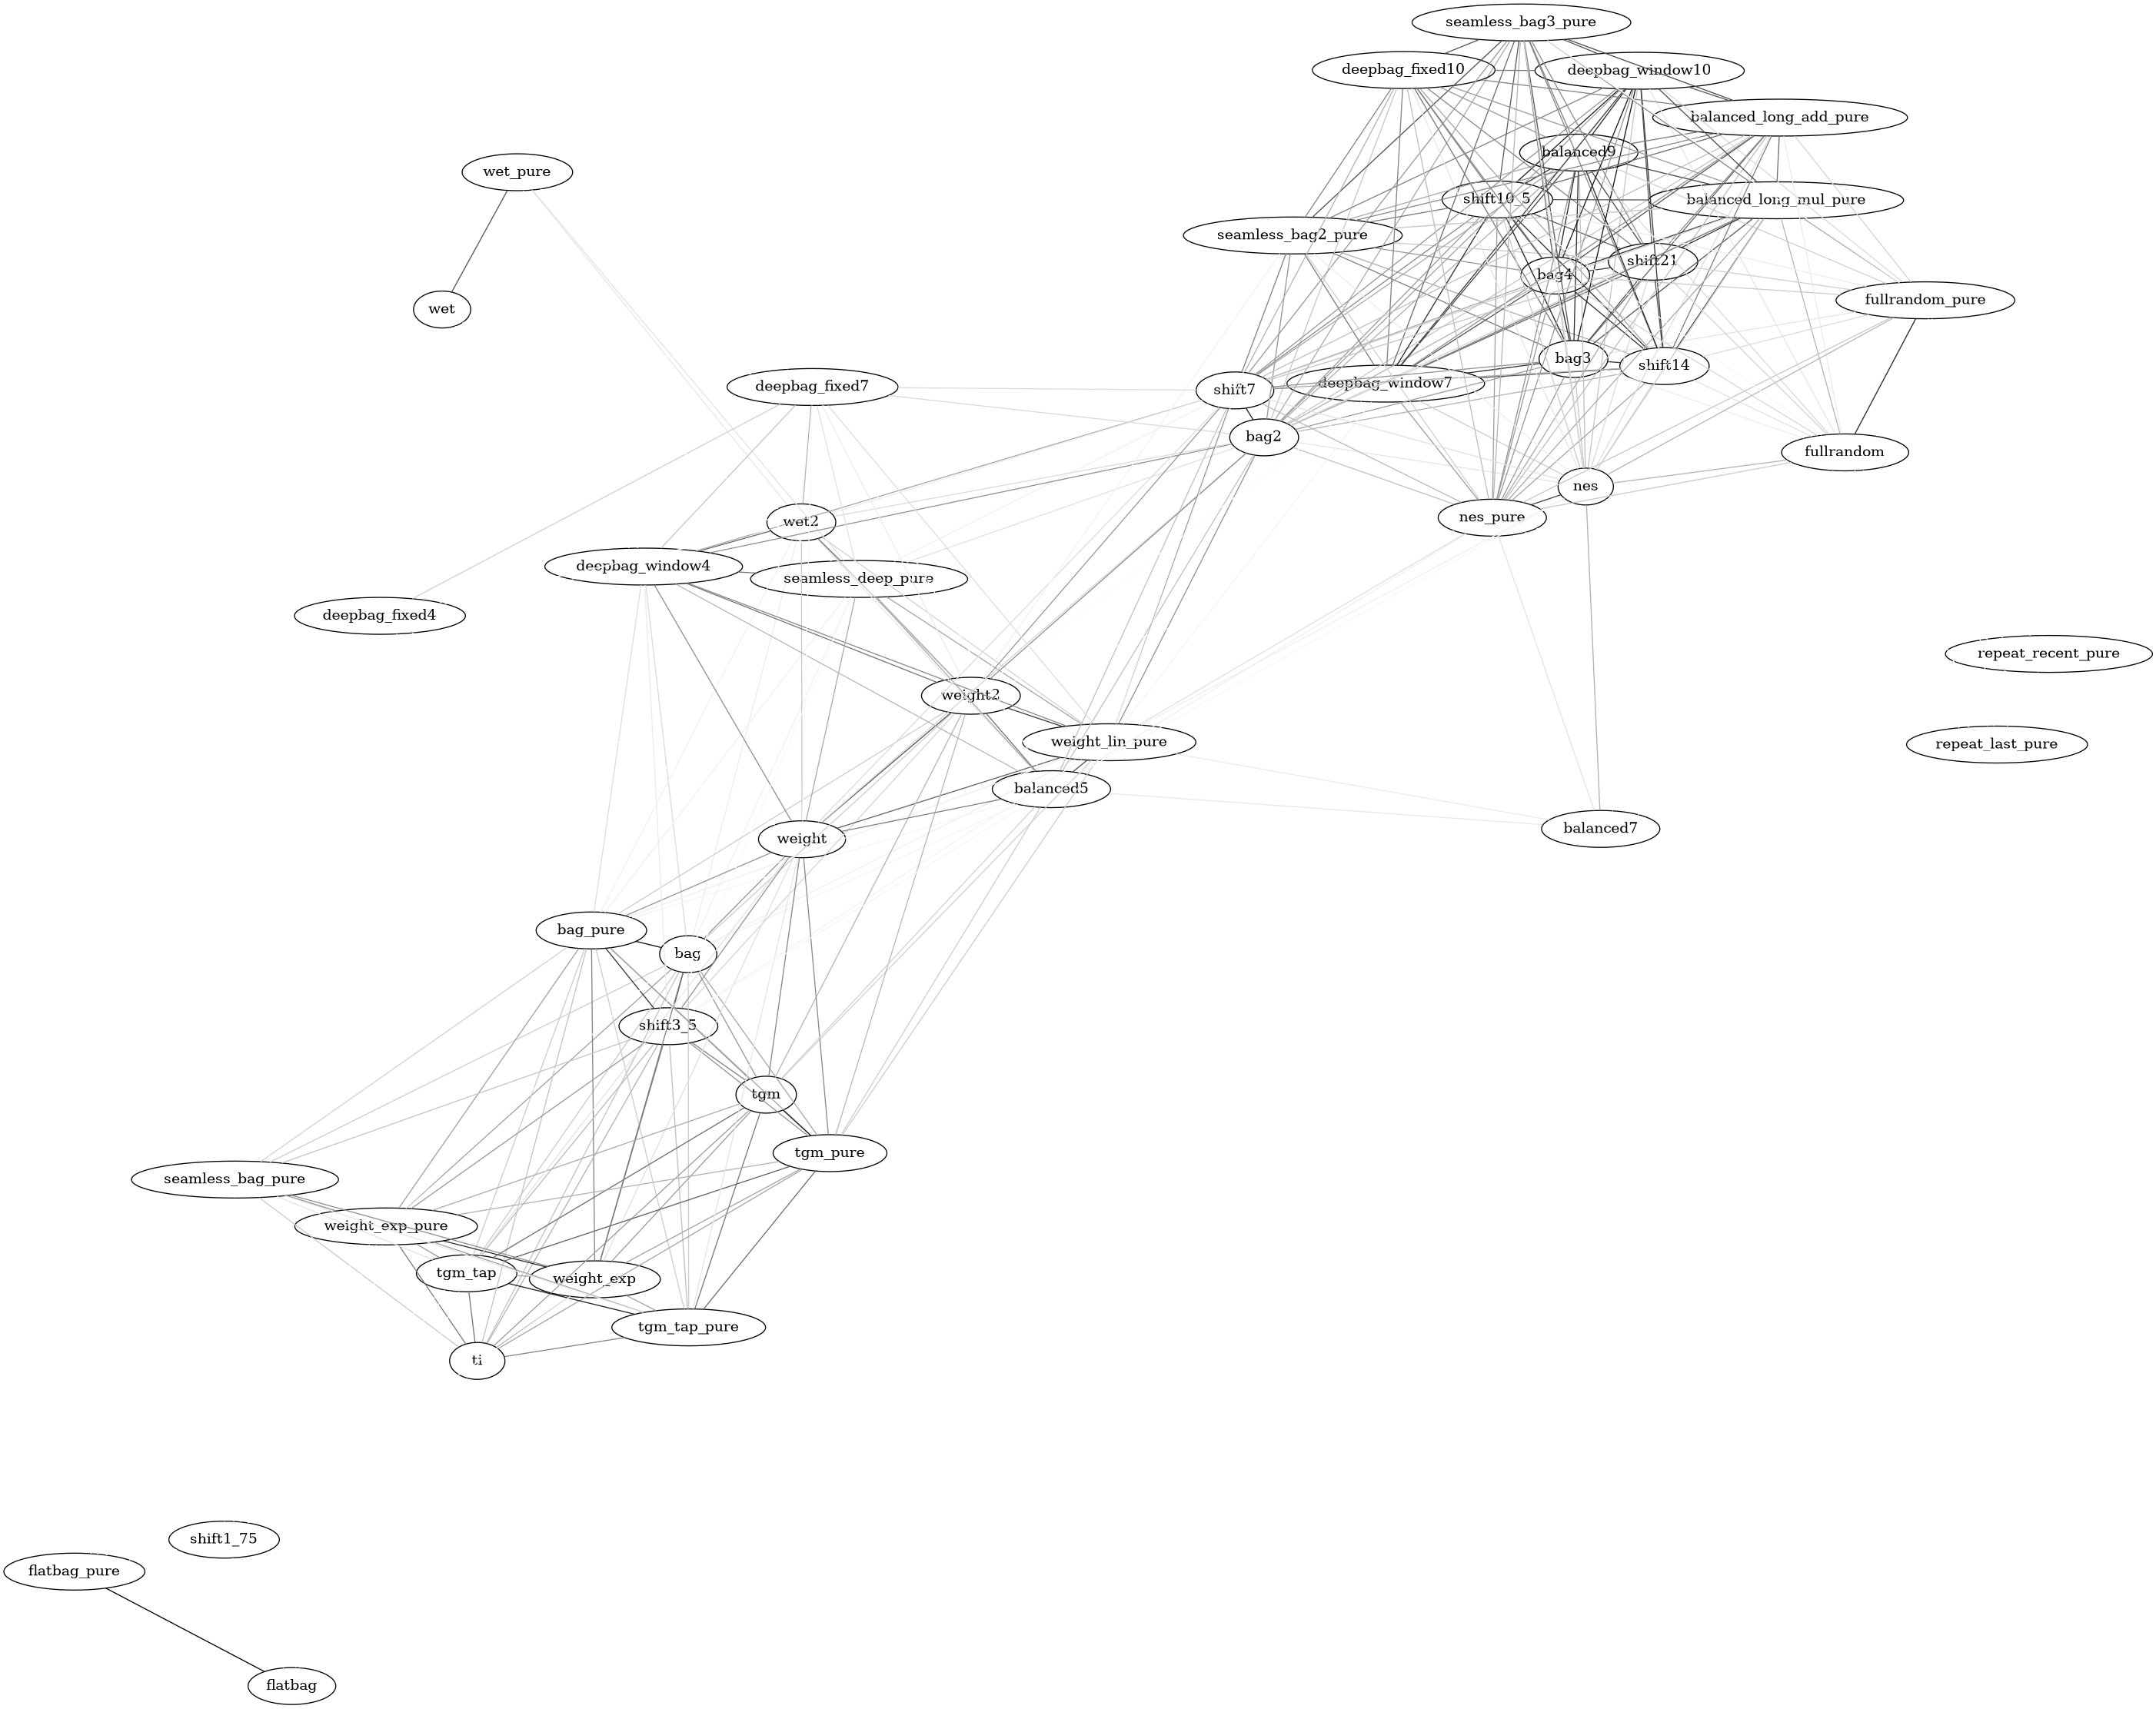 seamless_bag3_pure
deepbag_fixed10
deepbag_window10
balanced_long_add_pure
balanced9
wet_pure
shift10_5
balanced_long_mul_pure
seamless_bag2_pure
shift21
bag4
fullrandom_pure
wet
bag3
shift14
deepbag_window7
deepbag_fixed7
shift7
bag2
fullrandom
nes
nes_pure
wet2
deepbag_window4
seamless_deep_pure
deepbag_fixed4
repeat_recent_pure
weight2
weight_lin_pure
repeat_last_pure
balanced5
balanced7
weight
bag_pure
bag
shift3_5
tgm
tgm_pure
seamless_bag_pure
weight_exp_pure
tgm_tap
weight_exp
tgm_tap_pure
ti
shift1_75
flatbag_pure
flatbag